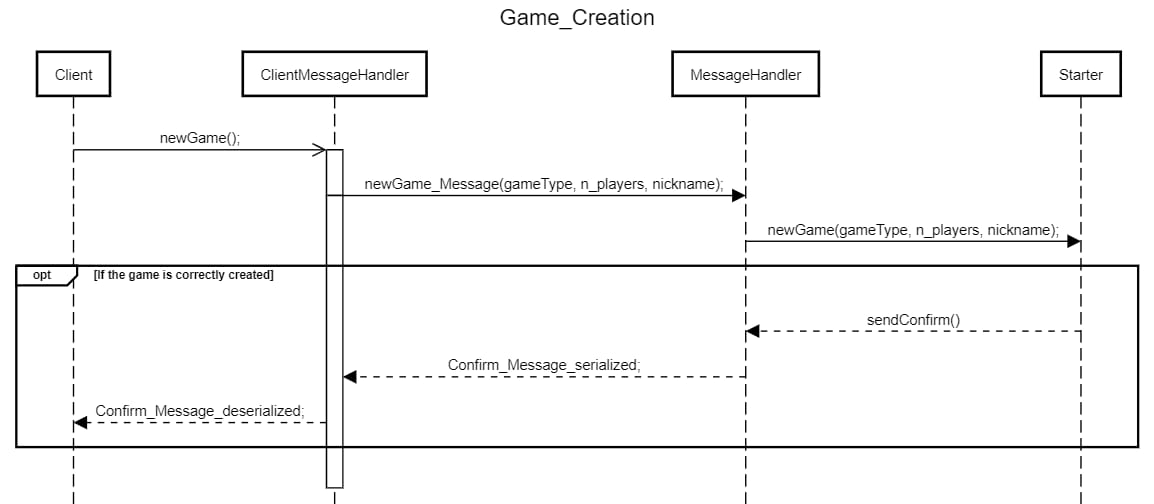 Game_Creation
Client
ClientMessageHandler
MessageHandler
Starter
newGame();
newGame_Message(gameType, n_players, nickname);
newGame(gameType, n_players, nickname);
opt
[If the game is correctly created]
sendConfirm()
Confirm_Message_serialized;
Confirm_Message_deserialized;